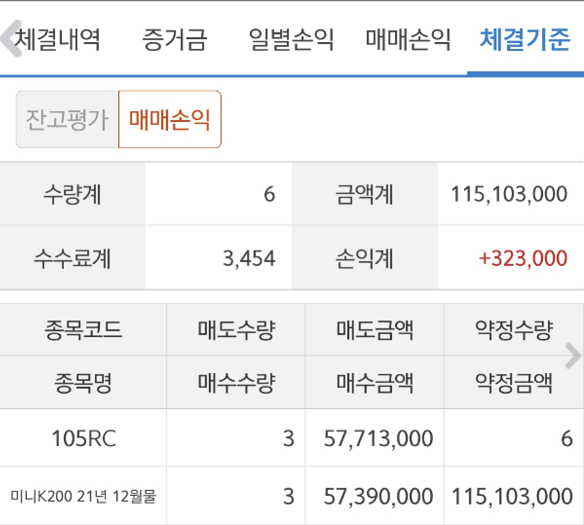 체결내역 증거금 일별손익 매매손익 체결기준
잔고평가 매매손익
수량계 6 금액계 115,103,000
수수료계 3,454 손익계 +323,000
종목코드 매도수량 매도금액 약정수량
종목명 매수수량 매수금액 약정금액
105RC 3 57,713,000 6
미니K200 21년 12월물 3 57,390,000 115,103,000